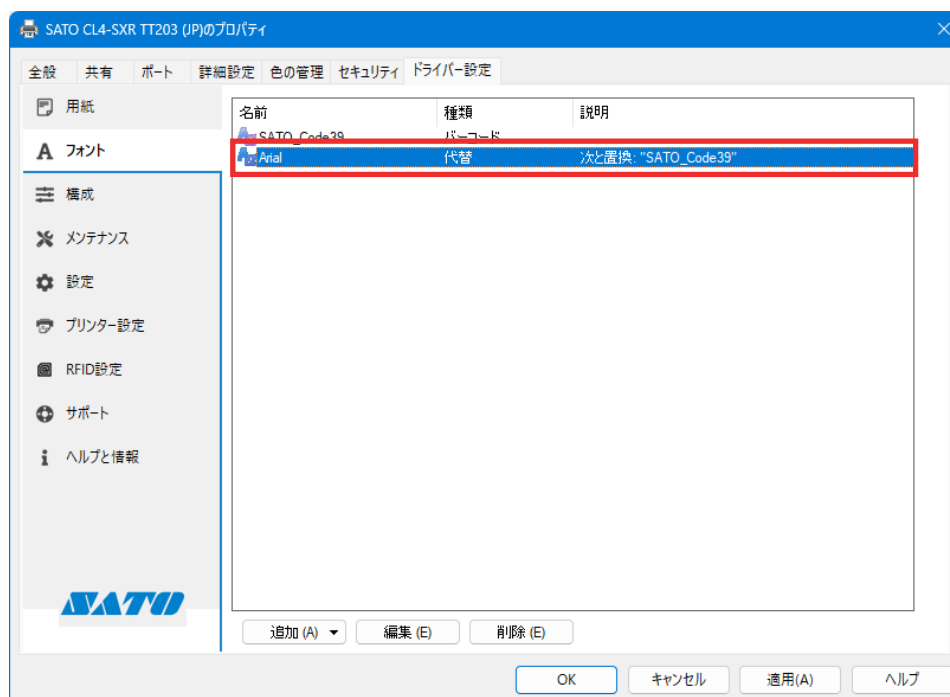 SATO CL4-SXR TT203 (JP)のプロパティ
全般 共有 ポート 詳細設定 色の管理 セキュリティ ドライバー設定
用紙
フォント
構成
メンテナンス
設定
プリンター設定
RFID設定
サポート
ヘルプと情報
SATO
名前 種類 説明
SATO_Code39 バーコード
Arial 代替 次と置換: "SATO_Code39"
追加 (A) 編集 (E) 削除 (E)
OK キャンセル 適用(A) ヘルプ